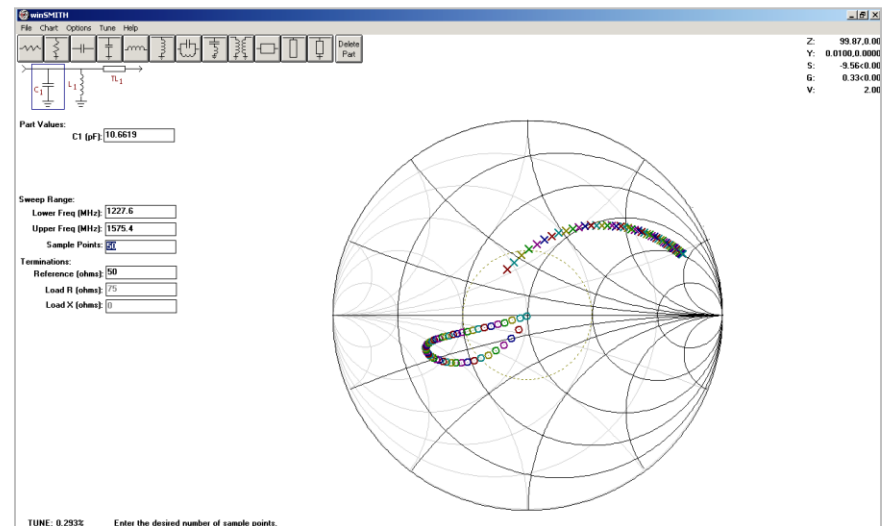 winSMITH
File Chart Options Tune Help
Delete Part
Z: 99.87,0.00
Y: 0.0100,0.0000
S: -9.56<0.00
G: 0.33<0.00
V: 2.00
C1
L1
TL1
Part Values:
C1 (pF): 10.6619
Sweep Range:
Lower Freq (MHz): 1227.6
Upper Freq (MHz): 1575.4
Sample Points: 50
Terminations:
Reference (ohms): 50
Load R (ohms): 75
Load X (ohms): 0
TUNE: 0.293% Enter the desired number of sample points.